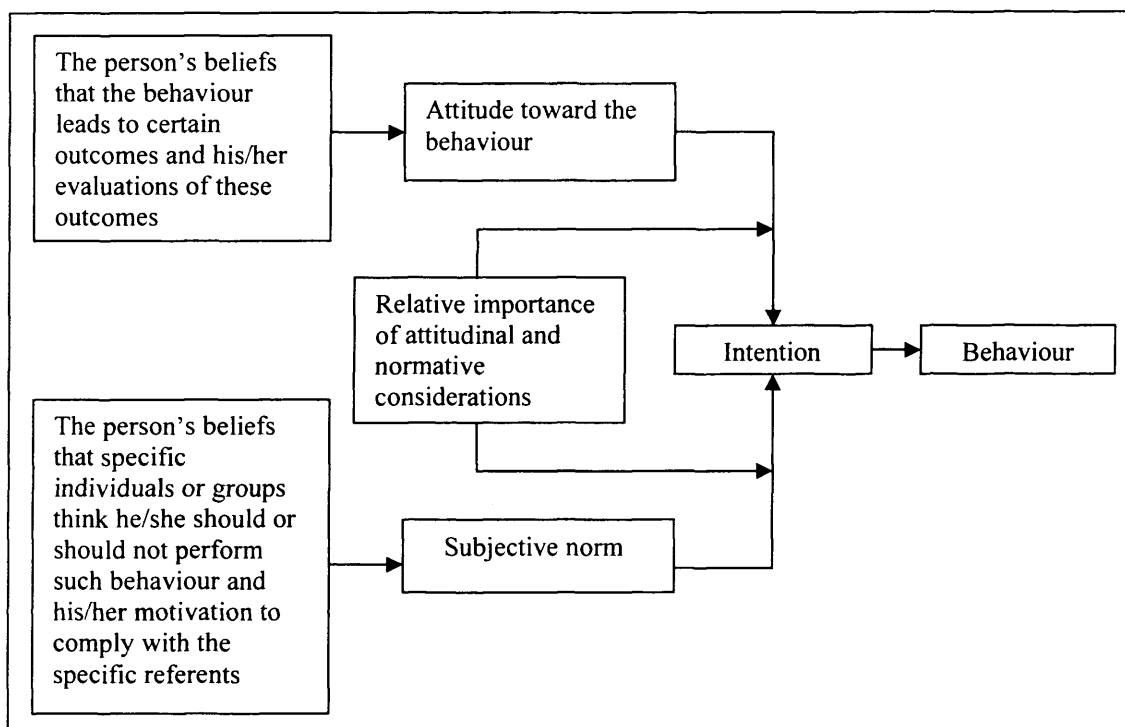 The person's beliefs
that the behaviour
leads to certain
outcomes and his/her
evaluations of these
outcomes
Attitude toward the
behaviour
Relative importance
of attitudinal and
normative
considerations
Intention
Behaviour
The person's beliefs
that specific
individuals or groups
think he/she should or
should not perform
such behaviour and
his/her motivation to
comply with the
specific referents
Subjective norm